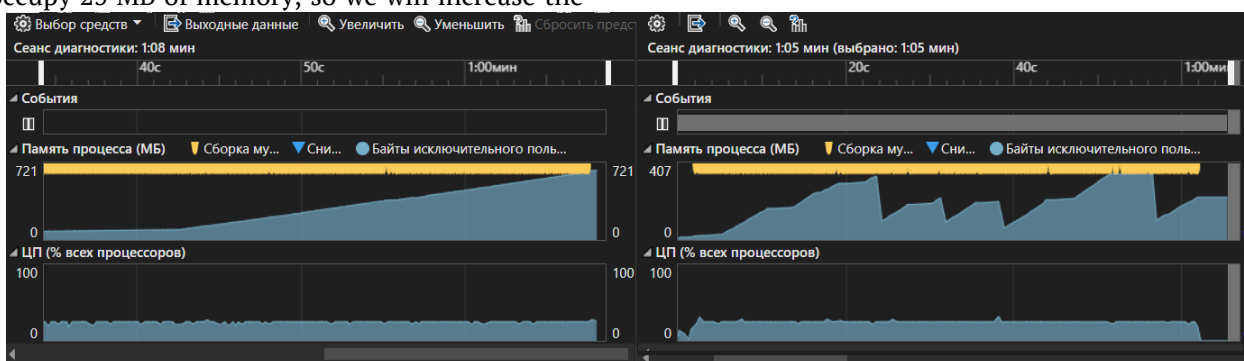 occupy 25 MB of memory, so we will increase the
Выбор средств Выходные данные Увеличить Уменьшить Сбросить предс
Сеанс диагностики: 1:08 мин
40с 50с 1:00мин
События
Память процесса (МБ) Сборка му... Сни... Байты исключительного поль...
721 721
0 0
ЦП (% всех процессоров)
100 100
0 0
Сеанс диагностики: 1:05 мин (выбрано: 1:05 мин)
20с 40с 1:00ми
События
Память процесса (МБ) Сборка му... Сни... Байты исключительного поль...
407
0
ЦП (% всех процессоров)
100
0